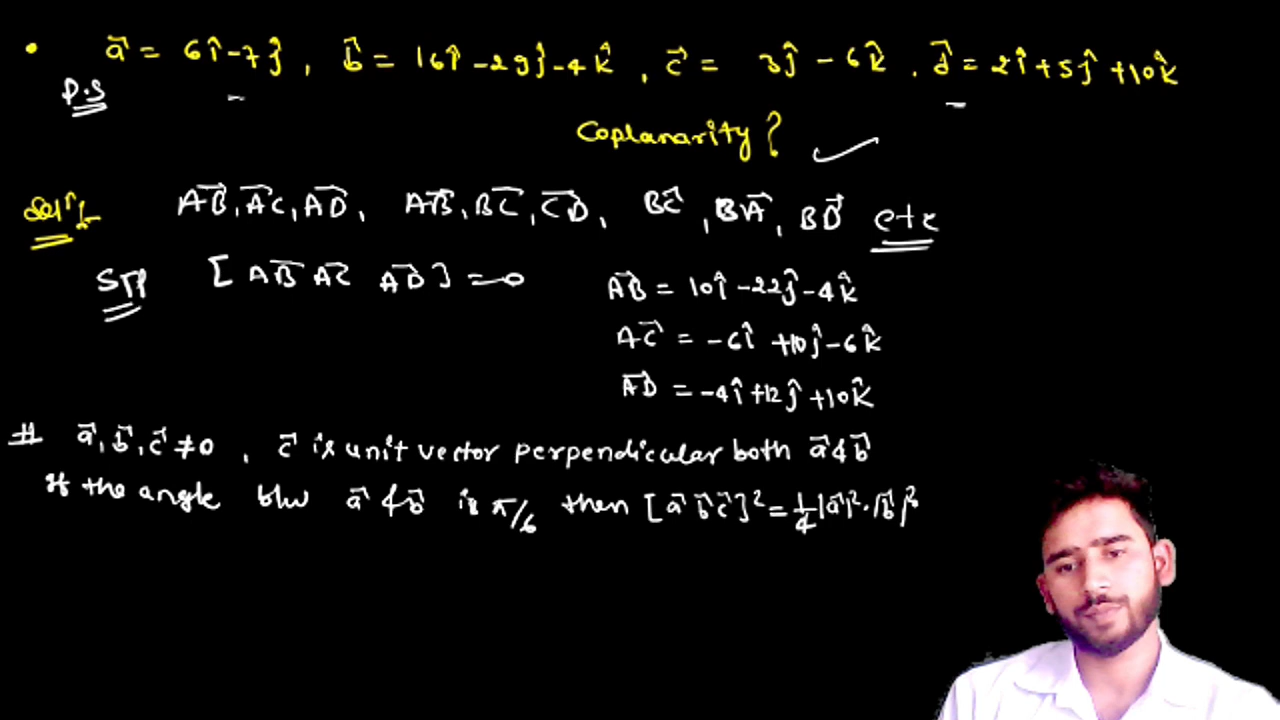 • a⃗ = 6î-7ĵ, b⃗ = 16î-29ĵ-4k̂, c⃗ = 3ĵ-6k̂. d⃗ = 2î+5ĵ+10k̂
P.S
Coplanarity?
Solⁿ:- AB⃗, AC⃗, AD⃗, AB⃗, BC⃗, CD⃗, BC⃗, BA⃗, BD⃗ etc
STP [AB⃗ AC⃗ AD⃗] = 0
AB⃗ = 10î-22ĵ-4k̂
AC⃗ = -6î+10ĵ-6k̂
AD⃗ = -4î+12ĵ+10k̂
# a⃗, b⃗, c⃗ ≠ 0, c⃗ is unit vector perpendicular both a⃗ & b⃗
If the angle b/w a⃗ & b⃗ is π/6 then [a⃗ b⃗ c⃗]² = 1/4 |a⃗|².|b⃗|²